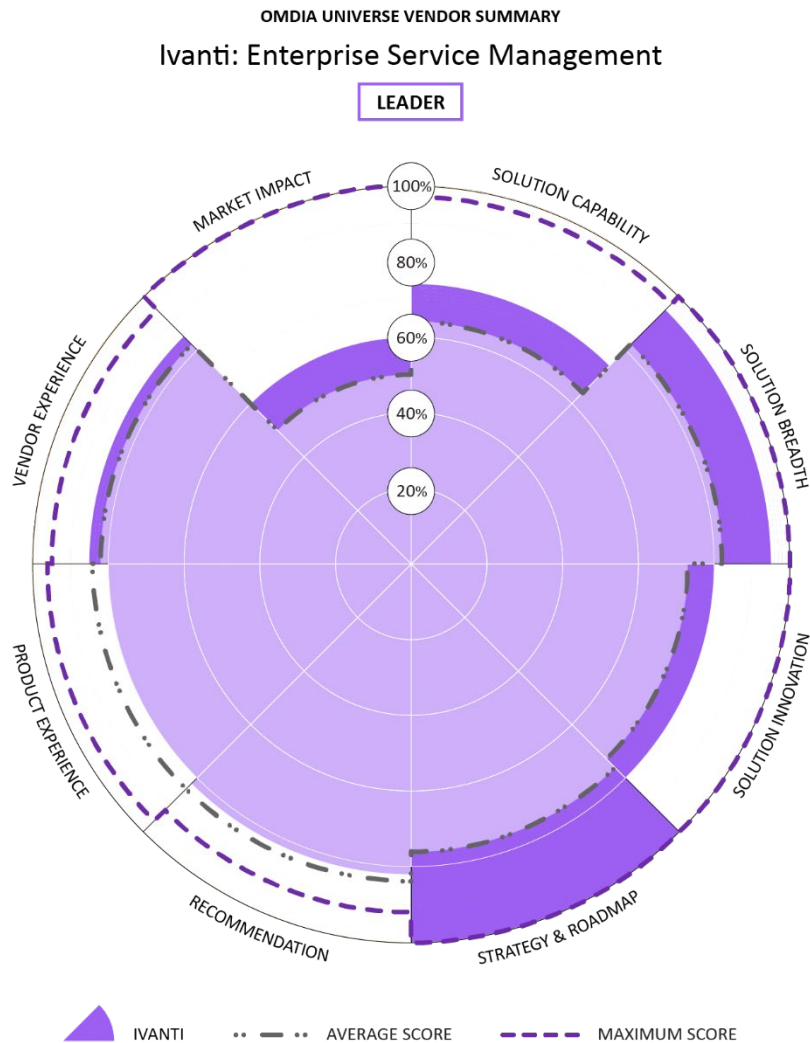 OMDIA UNIVERSE VENDOR SUMMARY
Ivanti: Enterprise Service Management
LEADER
MARKET IMPACT
SOLUTION CAPABILITY
100%
80%
60%
40%
20%
VENDOR EXPERIENCE
SOLUTION BREADTH
PRODUCT EXPERIENCE
SOLUTION INNOVATION
RECOMMENDATION
STRATEGY & ROADMAP
IVANTI
AVERAGE SCORE
MAXIMUM SCORE